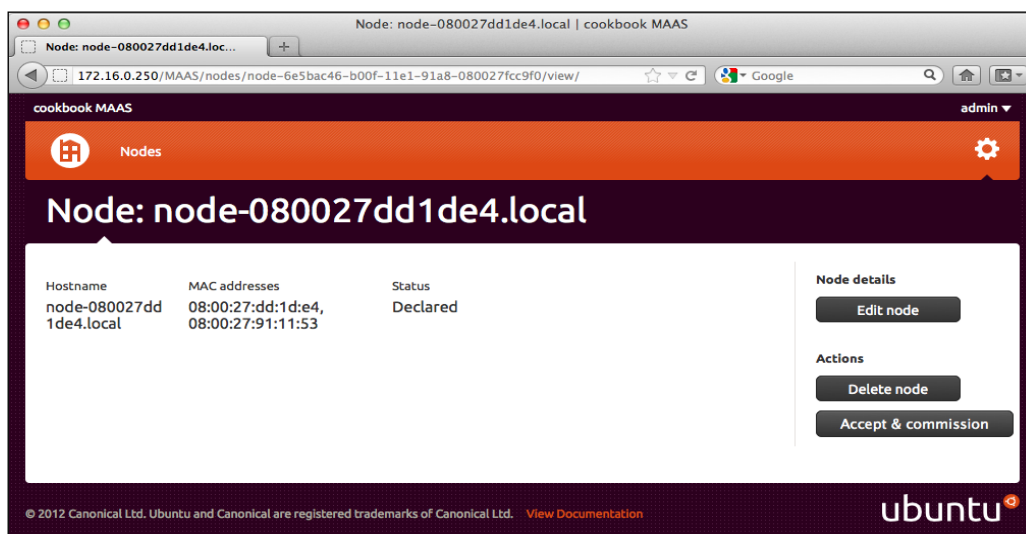 Node: node-080027dd1de4.local | cookbook MAAS
Node: node-080027dd1de4.loc...
172.16.0.250/MAAS/nodes/node-6e5bac46-b00f-11e1-91a8-080027fcc9f0/view/
Google
cookbook MAAS
admin
Nodes
Node: node-080027dd1de4.local
Hostname
node-080027dd
1de4.local
MAC addresses
08:00:27:dd:1d:e4,
08:00:27:91:11:53
Status
Declared
Node details
Edit node
Actions
Delete node
Accept & commission
© 2012 Canonical Ltd. Ubuntu and Canonical are registered trademarks of Canonical Ltd. View Documentation
ubuntu